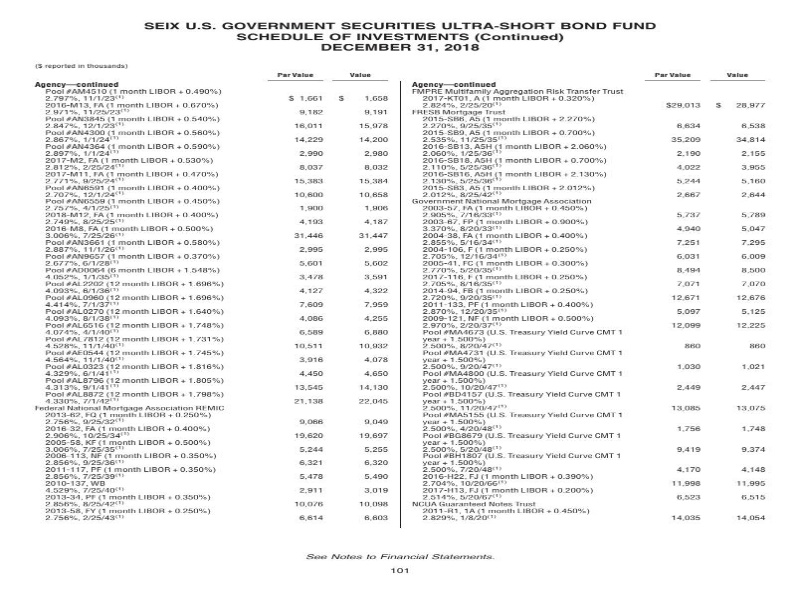 SEIX U.S. GOVERNMENT SECURITIES ULTRA-SHORT BOND FUND
SCHEDULE OF INVESTMENTS (Continued)
DECEMBER 31, 2018
($ reported in thousands)
Par Value Value
Agency—continued
Pool #AM4510 (1 month LIBOR + 0.490%)
2.797%, 11/1/23(1) $ 1,661 $ 1,658
2016-M13, FA (1 month LIBOR + 0.670%)
2.971%, 11/25/23(1) 9,182 9,191
Pool #AN3845 (1 month LIBOR + 0.540%)
2.847%, 12/1/23(1) 16,011 15,978
Pool #AN4300 (1 month LIBOR + 0.560%)
2.867%, 1/1/24(1) 14,229 14,200
Pool #AN4364 (1 month LIBOR + 0.590%)
2.897%, 1/1/24(1) 2,990 2,980
2017-M2, FA (1 month LIBOR + 0.530%)
2.812%, 2/25/24(1) 8,037 8,032
2017-M11, FA (1 month LIBOR + 0.470%)
2.771%, 9/25/24(1) 15,383 15,384
Pool #AN6591 (1 month LIBOR + 0.400%)
2.707%, 12/1/24(1) 10,600 10,658
Pool #AN6559 (1 month LIBOR + 0.450%)
2.757%, 4/1/25(1) 1,900 1,906
2018-M12, FA (1 month LIBOR + 0.400%)
2.749%, 8/25/25(1) 4,193 4,187
2016-M8, FA (1 month LIBOR + 0.500%)
3.006%, 7/25/26(1) 31,446 31,447
Pool #AN3661 (1 month LIBOR + 0.580%)
2.887%, 11/1/26(1) 2,995 2,995
Pool #AN9657 (1 month LIBOR + 0.370%)
2.677%, 6/1/28(1) 5,601 5,602
Pool #AD0064 (6 month LIBOR + 1.548%)
4.052%, 1/1/35(1) 3,478 3,591
Pool #AL2202 (12 month LIBOR + 1.696%)
4.093%, 6/1/36(1) 4,127 4,322
Pool #AL0960 (12 month LIBOR + 1.696%)
4.414%, 7/1/37(1) 7,609 7,959
Pool #AL0270 (12 month LIBOR + 1.640%)
4.093%, 8/1/38(1) 4,086 4,255
Pool #AL6516 (12 month LIBOR + 1.748%)
4.074%, 4/1/40(1) 6,589 6,880
Pool #AL7812 (12 month LIBOR + 1.731%)
4.528%, 11/1/40(1) 10,511 10,932
Pool #AE0544 (12 month LIBOR + 1.745%)
4.564%, 11/1/40(1) 3,916 4,078
Pool #AL0323 (12 month LIBOR + 1.816%)
4.329%, 6/1/41(1) 4,450 4,650
Pool #AL8796 (12 month LIBOR + 1.805%)
4.313%, 9/1/41(1) 13,545 14,130
Pool #AL8872 (12 month LIBOR + 1.798%)
4.330%, 7/1/42(1) 21,138 22,045
Federal National Mortgage Association REMIC
2013-62, FQ (1 month LIBOR + 0.250%)
2.756%, 9/25/32(1) 9,066 9,049
2016-32, FA (1 month LIBOR + 0.400%)
2.906%, 10/25/34(1) 19,620 19,697
2005-58, KF (1 month LIBOR + 0.500%)
3.006%, 7/25/35(1) 5,244 5,255
2006-113, NF (1 month LIBOR + 0.350%)
2.856%, 9/25/36(1) 6,321 6,320
2011-117, PF (1 month LIBOR + 0.350%)
2.856%, 7/25/39(1) 5,478 5,490
2010-137, WB
4.529%, 7/25/40(1) 2,911 3,019
2013-34, PF (1 month LIBOR + 0.350%)
2.856%, 8/25/42(1) 10,076 10,098
2013-58, FY (1 month LIBOR + 0.250%)
2.756%, 2/25/43(1) 6,614 6,603
Par Value Value
Agency—continued
FMPRE Multifamily Aggregation Risk Transfer Trust
2017-KT01, A (1 month LIBOR + 0.320%)
2.824%, 2/25/20(1) $29,013 $ 28,977
FRESB Mortgage Trust
2015-SB6, A5 (1 month LIBOR + 2.270%)
2.270%, 9/25/35(1) 6,634 6,538
2015-SB9, A5 (1 month LIBOR + 0.700%)
2.535%, 11/25/35(1) 35,209 34,814
2016-SB13, A5H (1 month LIBOR + 2.060%)
2.060%, 1/25/36(1) 2,190 2,155
2016-SB18, A5H (1 month LIBOR + 0.700%)
2.110%, 5/25/36(1) 4,022 3,955
2016-SB16, A5H (1 month LIBOR + 2.130%)
2.130%, 5/25/36(1) 5,244 5,160
2015-SB3, A5 (1 month LIBOR + 2.012%)
2.012%, 8/25/42(1) 2,667 2,644
Government National Mortgage Association
2003-57, FA (1 month LIBOR + 0.450%)
2.905%, 7/16/33(1) 5,737 5,789
2003-67, FP (1 month LIBOR + 0.900%)
3.370%, 8/20/33(1) 4,940 5,047
2004-38, FA (1 month LIBOR + 0.400%)
2.855%, 5/16/34(1) 7,251 7,295
2004-106, F (1 month LIBOR + 0.250%)
2.705%, 12/16/34(1) 6,031 6,009
2005-41, FC (1 month LIBOR + 0.300%)
2.770%, 5/20/35(1) 8,494 8,500
2017-116, F (1 month LIBOR + 0.250%)
2.705%, 8/16/35(1) 7,071 7,070
2014-94, FB (1 month LIBOR + 0.250%)
2.720%, 9/20/35(1) 12,671 12,676
2011-133, PF (1 month LIBOR + 0.400%)
2.870%, 12/20/35(1) 5,097 5,125
2009-121, NF (1 month LIBOR + 0.500%)
2.970%, 2/20/37(1) 12,099 12,225
Pool #MA4673 (U.S. Treasury Yield Curve CMT 1
year + 1.500%)
2.500%, 8/20/47(1) 860 860
Pool #MA4731 (U.S. Treasury Yield Curve CMT 1
year + 1.500%)
2.500%, 9/20/47(1) 1,030 1,021
Pool #MA4800 (U.S. Treasury Yield Curve CMT 1
year + 1.500%)
2.500%, 10/20/47(1) 2,449 2,447
Pool #BD4157 (U.S. Treasury Yield Curve CMT 1
year + 1.500%)
2.500%, 11/20/47(1) 13,085 13,075
Pool #MA5155 (U.S. Treasury Yield Curve CMT 1
year + 1.500%)
2.500%, 4/20/48(1) 1,756 1,748
Pool #BG8679 (U.S. Treasury Yield Curve CMT 1
year + 1.500%)
2.500%, 5/20/48(1) 9,419 9,374
Pool #BH1807 (U.S. Treasury Yield Curve CMT 1
year + 1.500%)
2.500%, 7/20/48(1) 4,170 4,148
2016-H22, FJ (1 month LIBOR + 0.390%)
2.704%, 10/20/66(1) 11,998 11,995
2017-H13, FJ (1 month LIBOR + 0.200%)
2.514%, 5/20/67(1) 6,523 6,515
NCUA Guaranteed Notes Trust
2011-R1, 1A (1 month LIBOR + 0.450%)
2.829%, 1/8/20(1) 14,035 14,054
See Notes to Financial Statements.
101